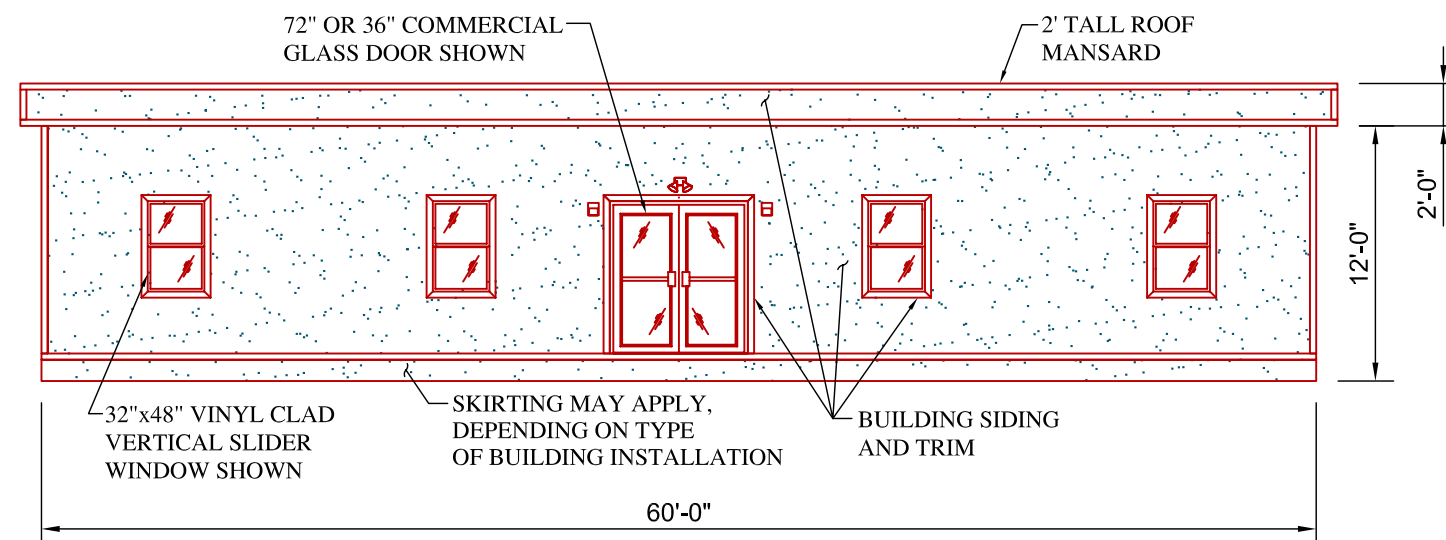 72" OR 36" COMMERCIAL
GLASS DOOR SHOWN
2' TALL ROOF
MANSARD
2'-0"
12'-0"
32"x48" VINYL CLAD
VERTICAL SLIDER
WINDOW SHOWN
SKIRTING MAY APPLY,
DEPENDING ON TYPE
OF BUILDING INSTALLATION
BUILDING SIDING
AND TRIM
60'-0"